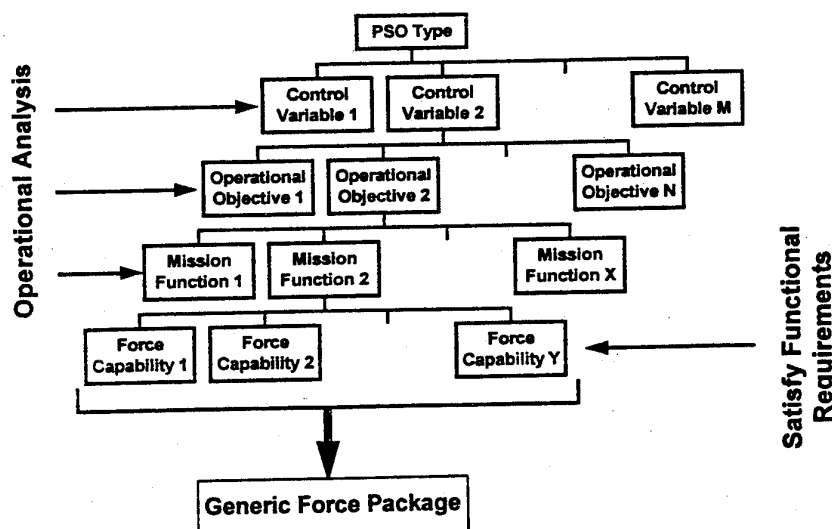 PSO Type
Control
Variable 1
Control
Variable 2
Control
Variable M
Operational
Objective 1
Operational
Objective 2
Operational
Objective N
Mission
Function 1
Mission
Function 2
Mission
Function X
Force
Capability 1
Force
Capability 2
Force
Capability Y
Generic Force Package
Operational Analysis
Satisfy Functional
Requirements